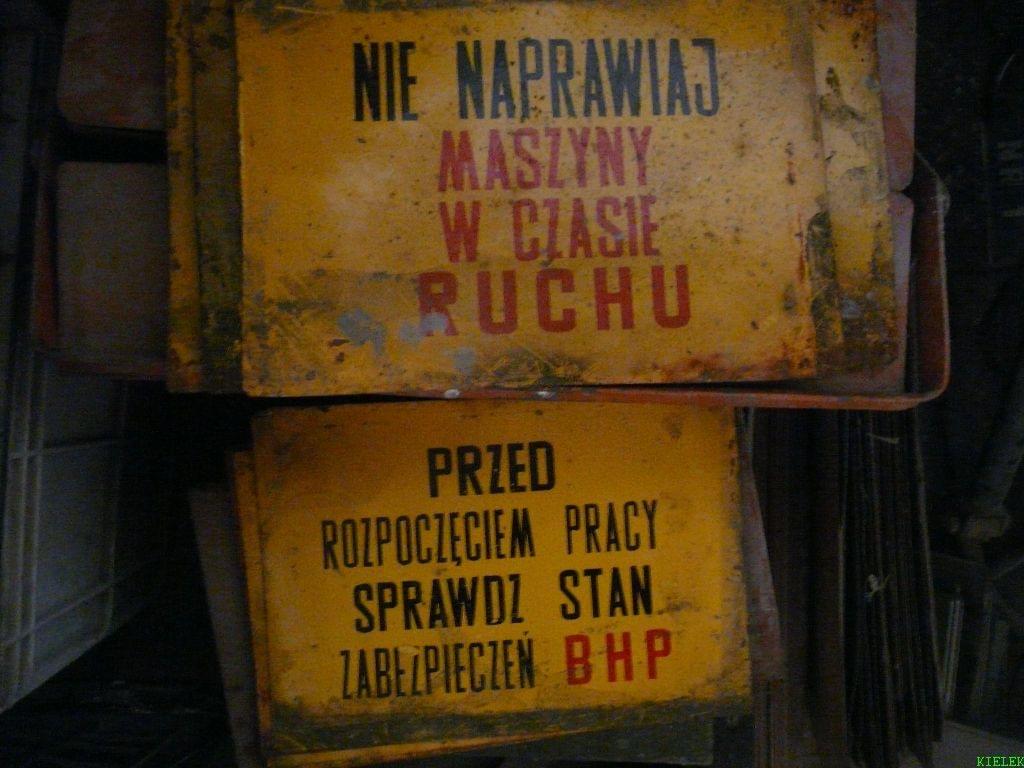 NIE NAPRAWIAJ
MASZYNY
W CZASIE
RUCHU
PRZED
ROZPOCZĘCIEM PRACY
SPRAWDZ STAN
ZABEZPIECZEŃ BHP
KIELEK